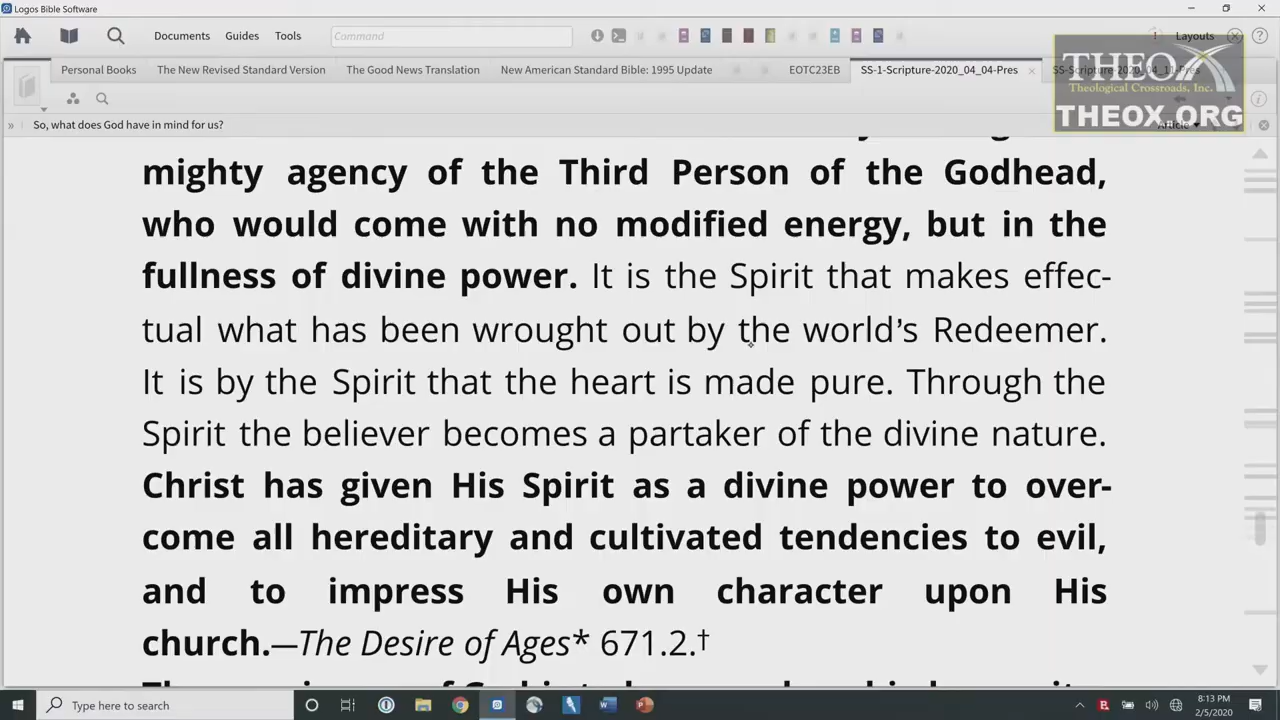 Logos Bible Software
Documents Guides Tools Command Layouts
Personal Books The New Revised Standard Version New American Standard Bible: 1995 Update EOTC23EB SS-1-Scripture-2020_04_04-Pres SS-Scripture-2020_04_11-Pres
THEOX
Theological Crossroads, Inc.
THEOX.ORG
So, what does God have in mind for us? Article
mighty agency of the Third Person of the Godhead,
who would come with no modified energy, but in the
fullness of divine power. It is the Spirit that makes effec-
tual what has been wrought out by the world's Redeemer.
It is by the Spirit that the heart is made pure. Through the
Spirit the believer becomes a partaker of the divine nature.
Christ has given His Spirit as a divine power to over-
come all hereditary and cultivated tendencies to evil,
and to impress His own character upon His
church.—The Desire of Ages* 671.2.†
Type here to search
8:13 PM
2/5/2020